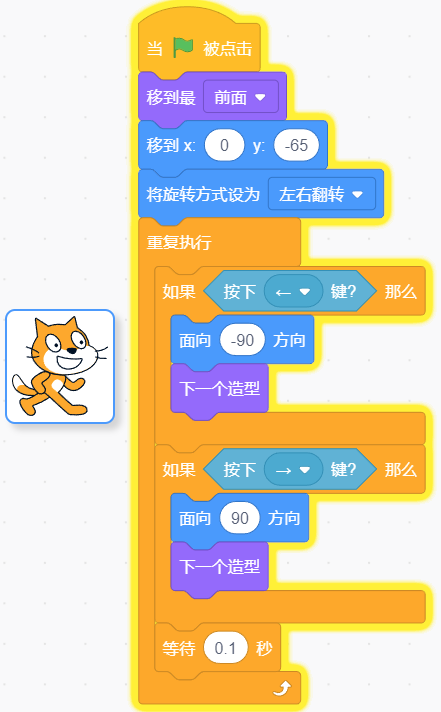 当 被点击
移到最 前面
移到 x: 0 y: -65
将旋转方式设为 左右翻转
重复执行
如果 按下 ← 键? 那么
面向 -90 方向
下一个造型
如果 按下 → 键? 那么
面向 90 方向
下一个造型
等待 0.1 秒